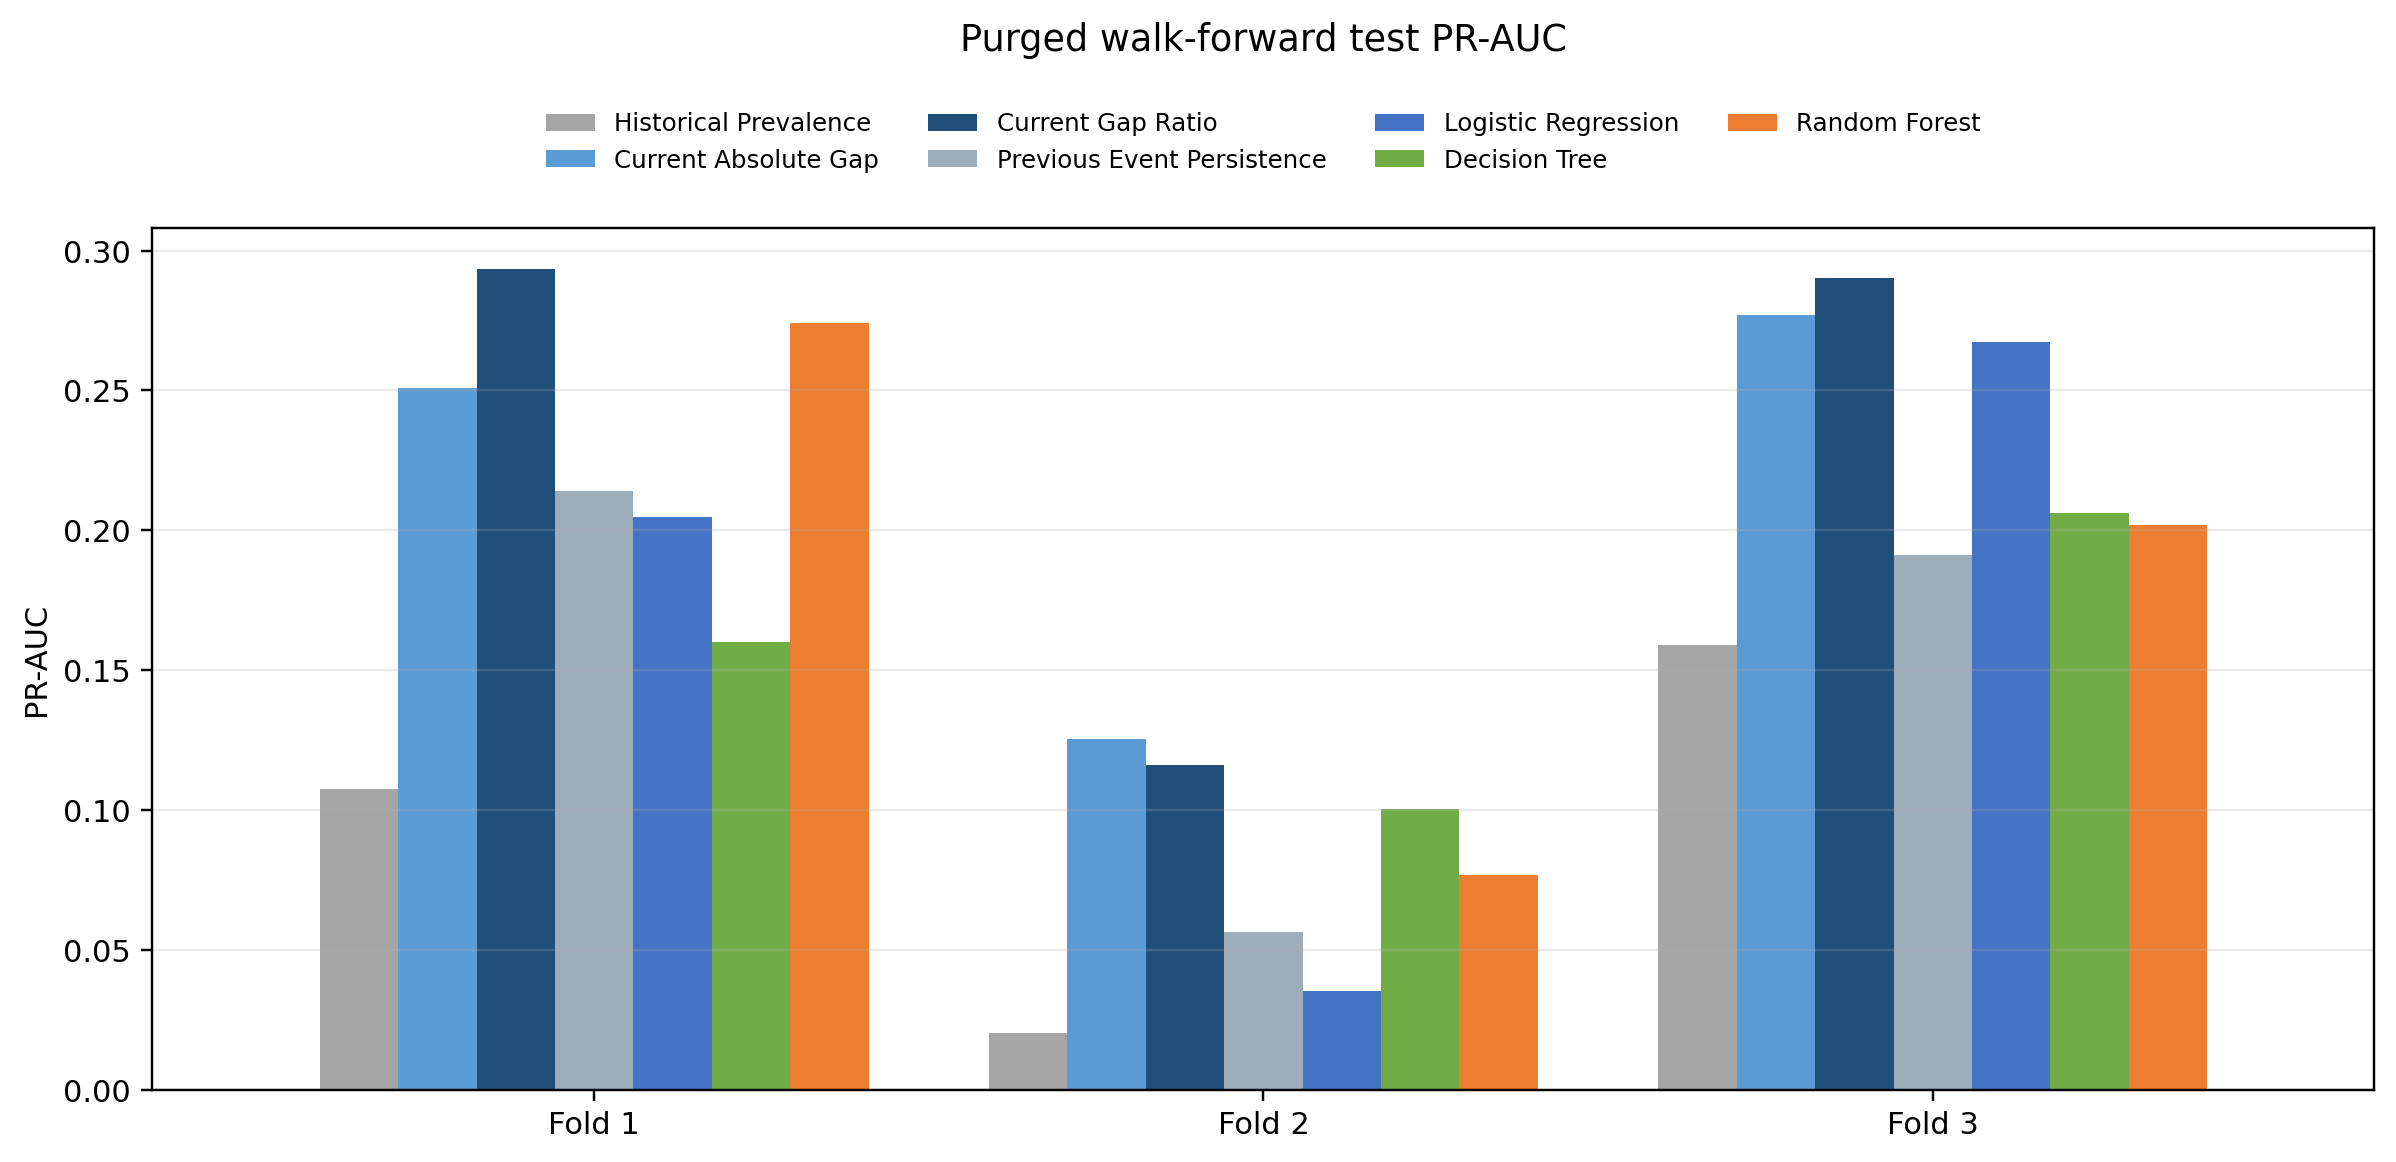 Purged walk-forward test PR-AUC
Historical Prevalence
Current Absolute Gap
Current Gap Ratio
Previous Event Persistence
Logistic Regression
Decision Tree
Random Forest
PR-AUC
0.30
0.25
0.20
0.15
0.10
0.05
0.00
Fold 1
Fold 2
Fold 3